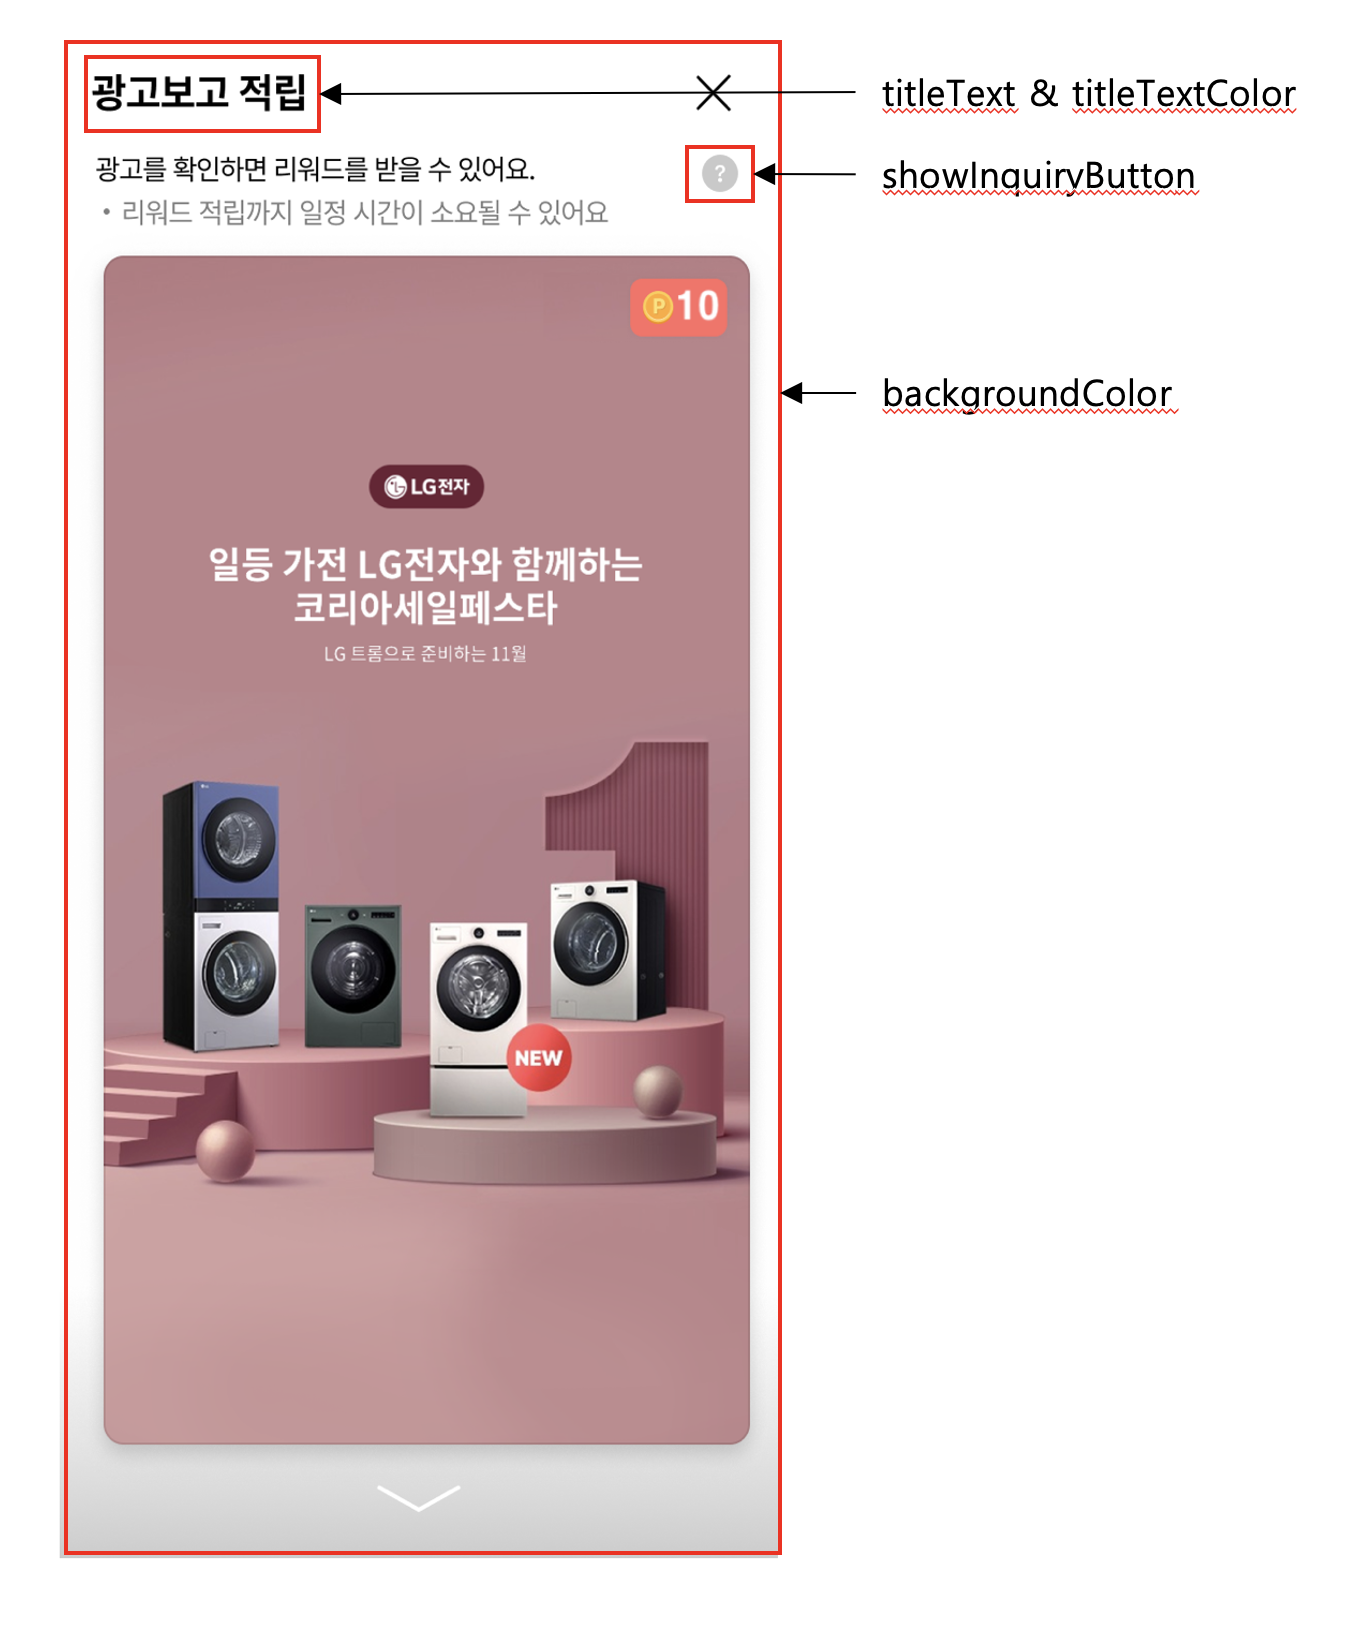 광고보고 적립
titleText & titleTextColor
광고를 확인하면 리워드를 받을 수 있어요.
?
showInquiryButton
• 리워드 적립까지 일정 시간이 소요될 수 있어요
P 10
backgroundColor
LG전자
일등 가전 LG전자와 함께하는
코리아세일페스타
LG 트롬으로 준비하는 11월
NEW